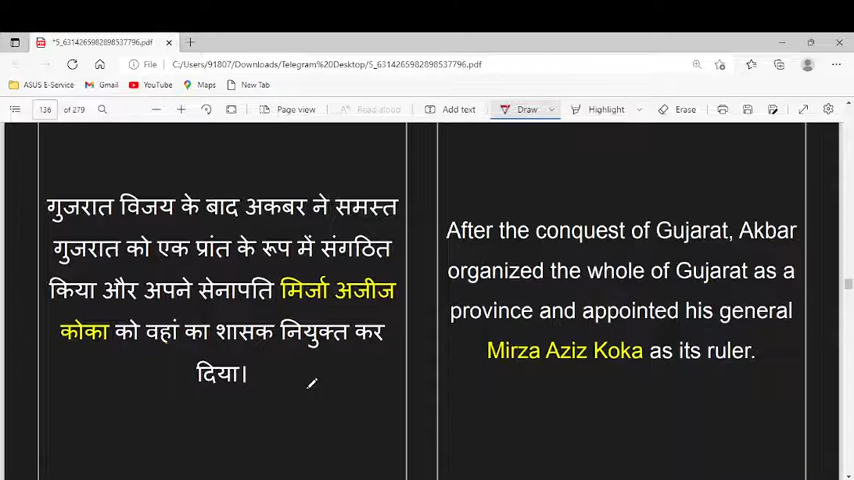 *5_6314265982898537796.pdf
File
C:/Users/91807/Downloads/Telegram%20Desktop/5_6314265982898537796.pdf
ASUS E-Service
Gmail
YouTube
Maps
New Tab
136 of 279
Page view
Read aloud
Add text
Draw
Highlight
Erase
गुजरात विजय के बाद अकबर ने समस्त
गुजरात को एक प्रांत के रूप में संगठित
किया और अपने सेनापति मिर्जा अजीज
कोका को वहां का शासक नियुक्त कर
दिया।
After the conquest of Gujarat, Akbar
organized the whole of Gujarat as a
province and appointed his general
Mirza Aziz Koka as its ruler.